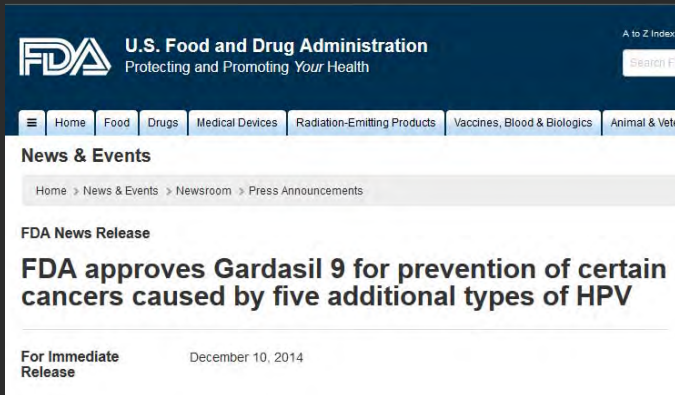 A to Z Index
FDA
U.S. Food and Drug Administration
Protecting and Promoting Your Health
Search
Home Food Drugs Medical Devices Radiation-Emitting Products Vaccines, Blood & Biologics Animal &
News & Events
Home > News & Events > Newsroom > Press Announcements
FDA News Release
FDA approves Gardasil 9 for prevention of certain
cancers caused by five additional types of HPV
For Immediate December 10, 2014
Release